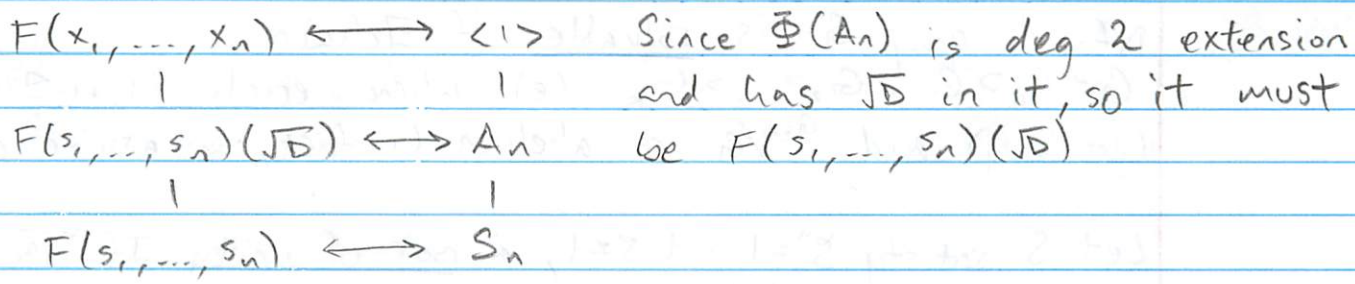 F(x₁, ..., xₙ) ⟷ <1> Since Φ(Aₙ) is deg 2 extension
| | and has √D in it, so it must
F(s₁, .., sₙ)(√D) ⟷ Aₙ be F(s₁, ..., sₙ)(√D)
| |
F(s₁, ..., sₙ) ⟷ Sₙ